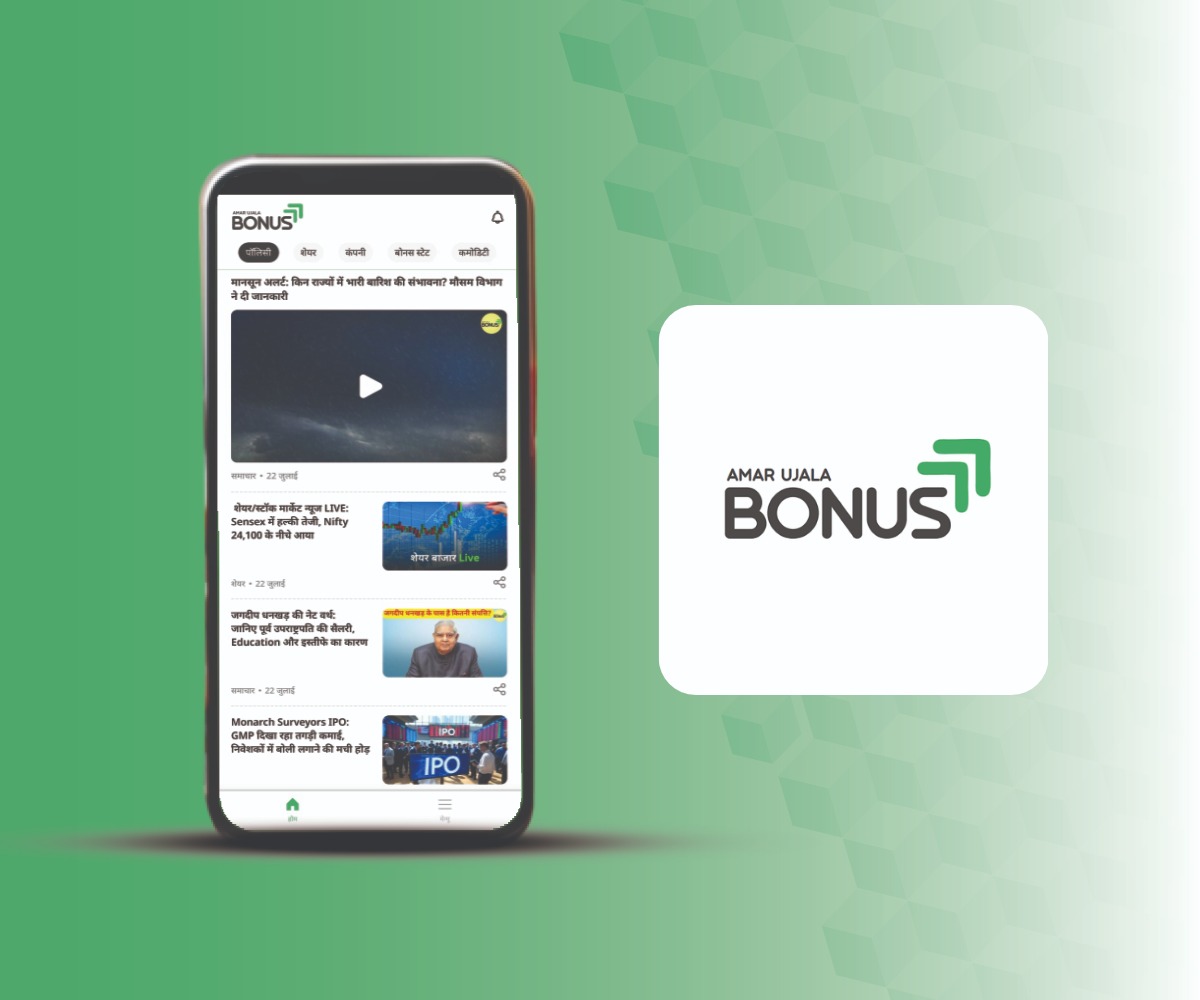 AMAR UJALA
BONUS
पॉलिसी शेयर कंपनी बोनस स्टेट कमोडिटी
मानसून अलर्ट: किन राज्यों में भारी बारिश की संभावना? मौसम विभाग
ने दी जानकारी
BONUS
समाचार • 22 जुलाई
शेयर/स्टॉक मार्केट न्यूज LIVE:
Sensex में हल्की तेजी, Nifty
24,100 के नीचे आया
शेयर बाजार Live
शेयर • 22 जुलाई
जगदीप धनखड़ की नेट वर्थ:
जानिए पूर्व उपराष्ट्रपति की सैलरी,
Education और इस्तीफे का कारण
जगदीप धनखड़ के पास है कितनी संपत्ति?
समाचार • 22 जुलाई
Monarch Surveyors IPO:
GMP दिखा रहा तगड़ी कमाई,
निवेशकों में बोली लगाने की मची होड़
IPO
IPO
होम मेन्यू
AMAR UJALA
BONUS